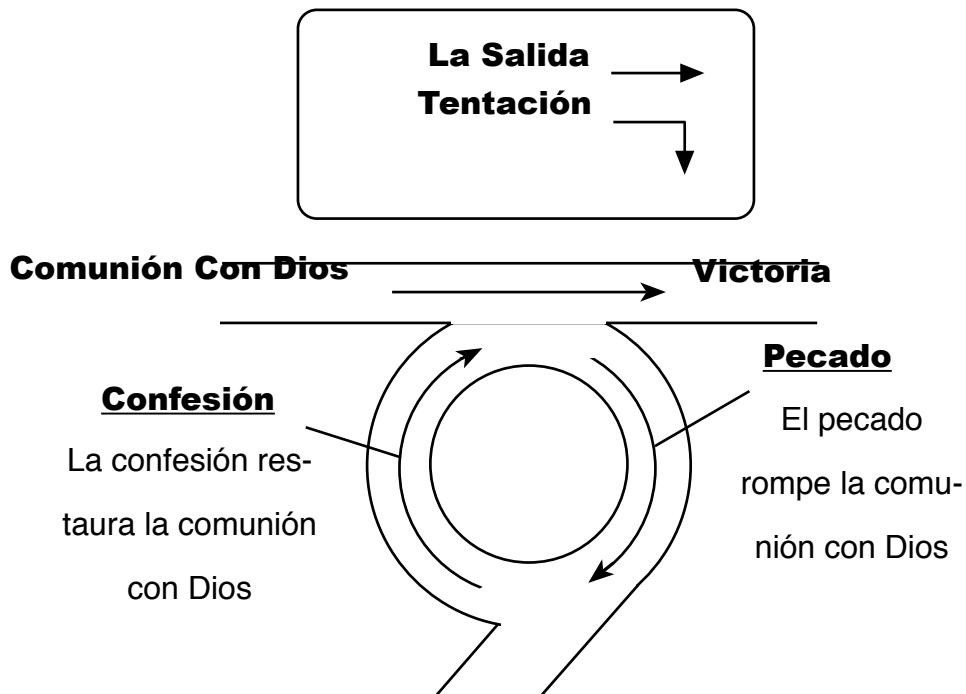 La Salida
Tentación
Comunión Con Dios
Victoria
Confesión
La confesión res-
taura la comunión
con Dios
Pecado
El pecado
rompe la comu-
nión con Dios